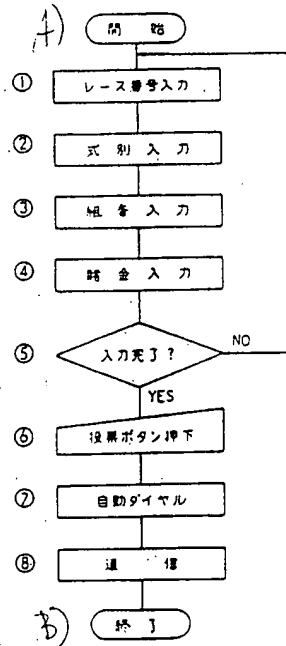 A) 開始
① レース番号入力
② 式別入力
③ 組番入力
④ 賭金入力
⑤ 入力完了? NO
YES
⑥ 投票ボタン押下
⑦ 自動ダイヤル
⑧ 通信
B) 終了